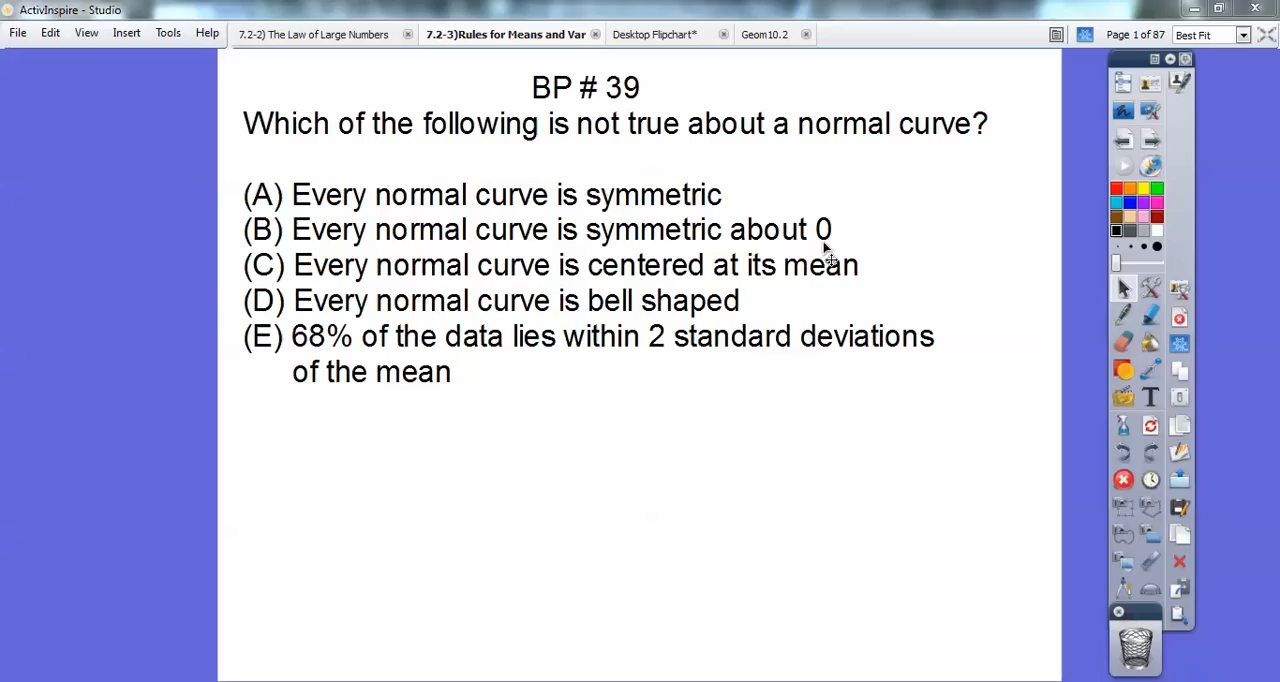 ActivInspire - Studio
File Edit View Insert Tools Help
7.2-2) The Law of Large Numbers
7.2-3)Rules for Means and Var
Desktop Flipchart*
Geom10.2
Page 1 of 87
Best Fit
BP # 39
Which of the following is not true about a normal curve?
(A) Every normal curve is symmetric
(B) Every normal curve is symmetric about 0
(C) Every normal curve is centered at its mean
(D) Every normal curve is bell shaped
(E) 68% of the data lies within 2 standard deviations
of the mean